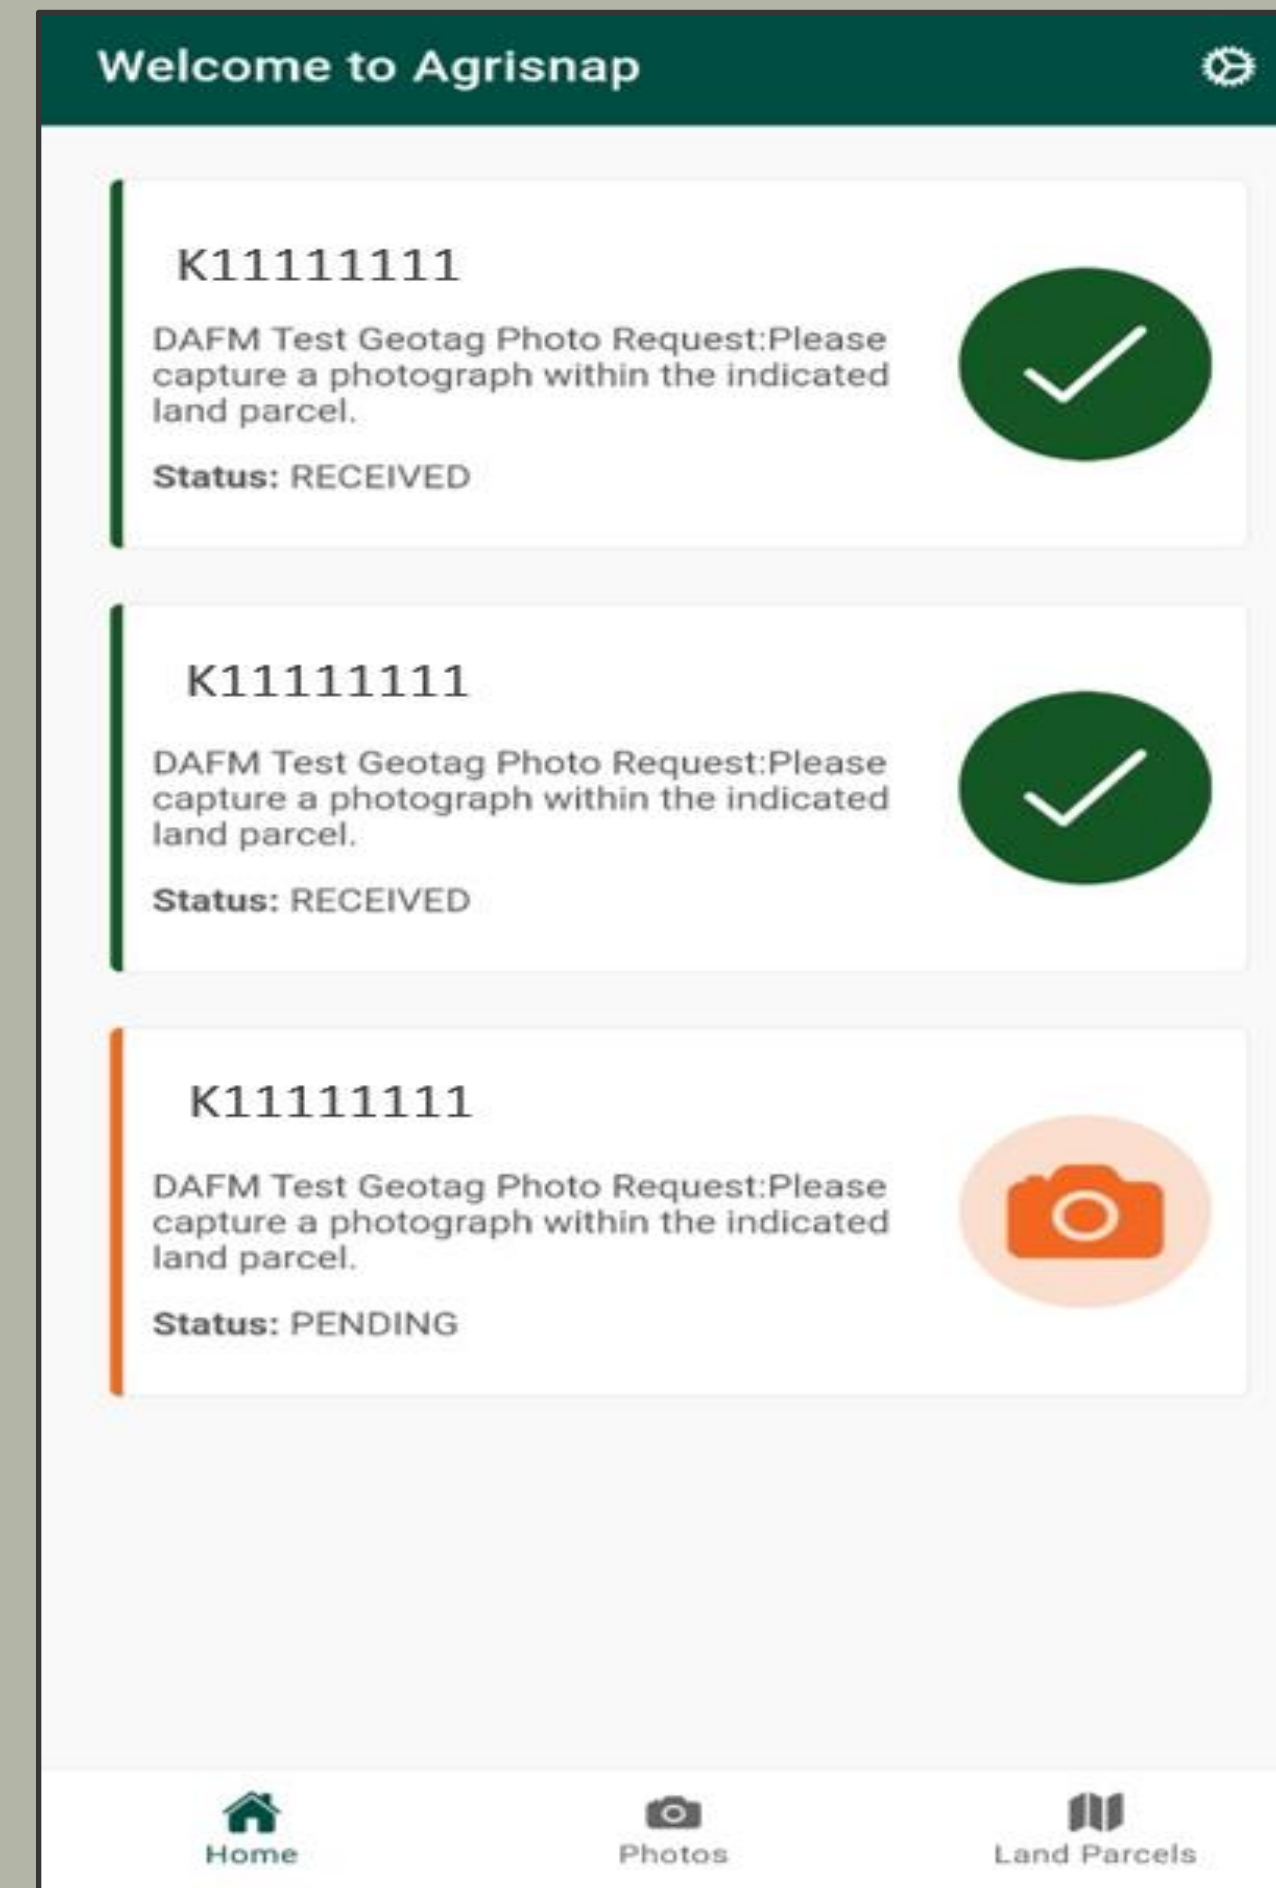 Welcome to Agrisnap
K11111111
DAFM Test Geotag Photo Request:Please
capture a photograph within the indicated
land parcel.
Status: RECEIVED
K11111111
DAFM Test Geotag Photo Request:Please
capture a photograph within the indicated
land parcel.
Status: RECEIVED
K11111111
DAFM Test Geotag Photo Request:Please
capture a photograph within the indicated
land parcel.
Status: PENDING
Home
Photos
Land Parcels